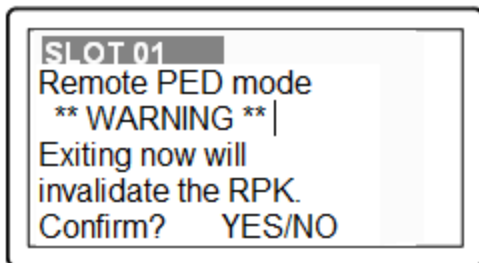 SLOT 01
Remote PED mode
** WARNING **
Exiting now will
invalidate the RPK.
Confirm? YES/NO